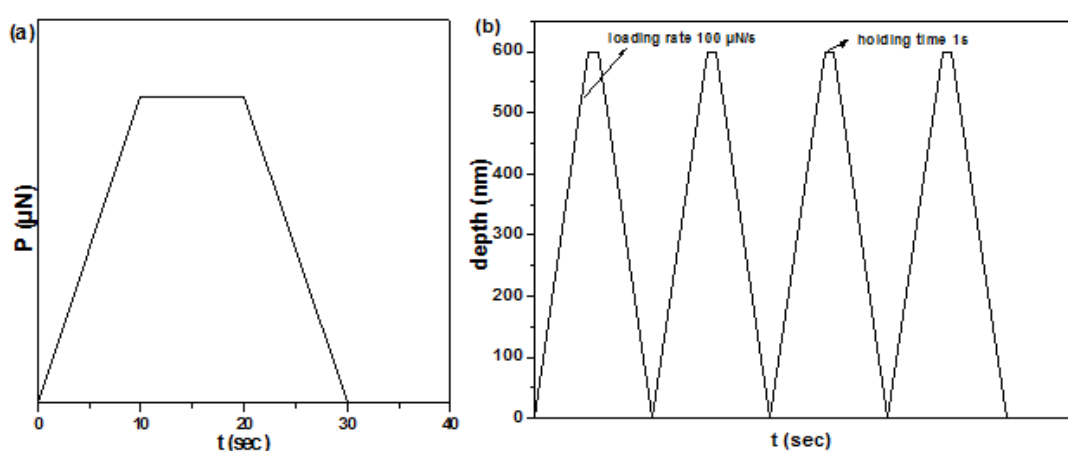 (a)
P (µN)
0
10
20
30
40
t (sec)
(b)
loading rate 100 µN/s
holding time 1s
600
500
400
300
200
100
0
depth (nm)
t (sec)